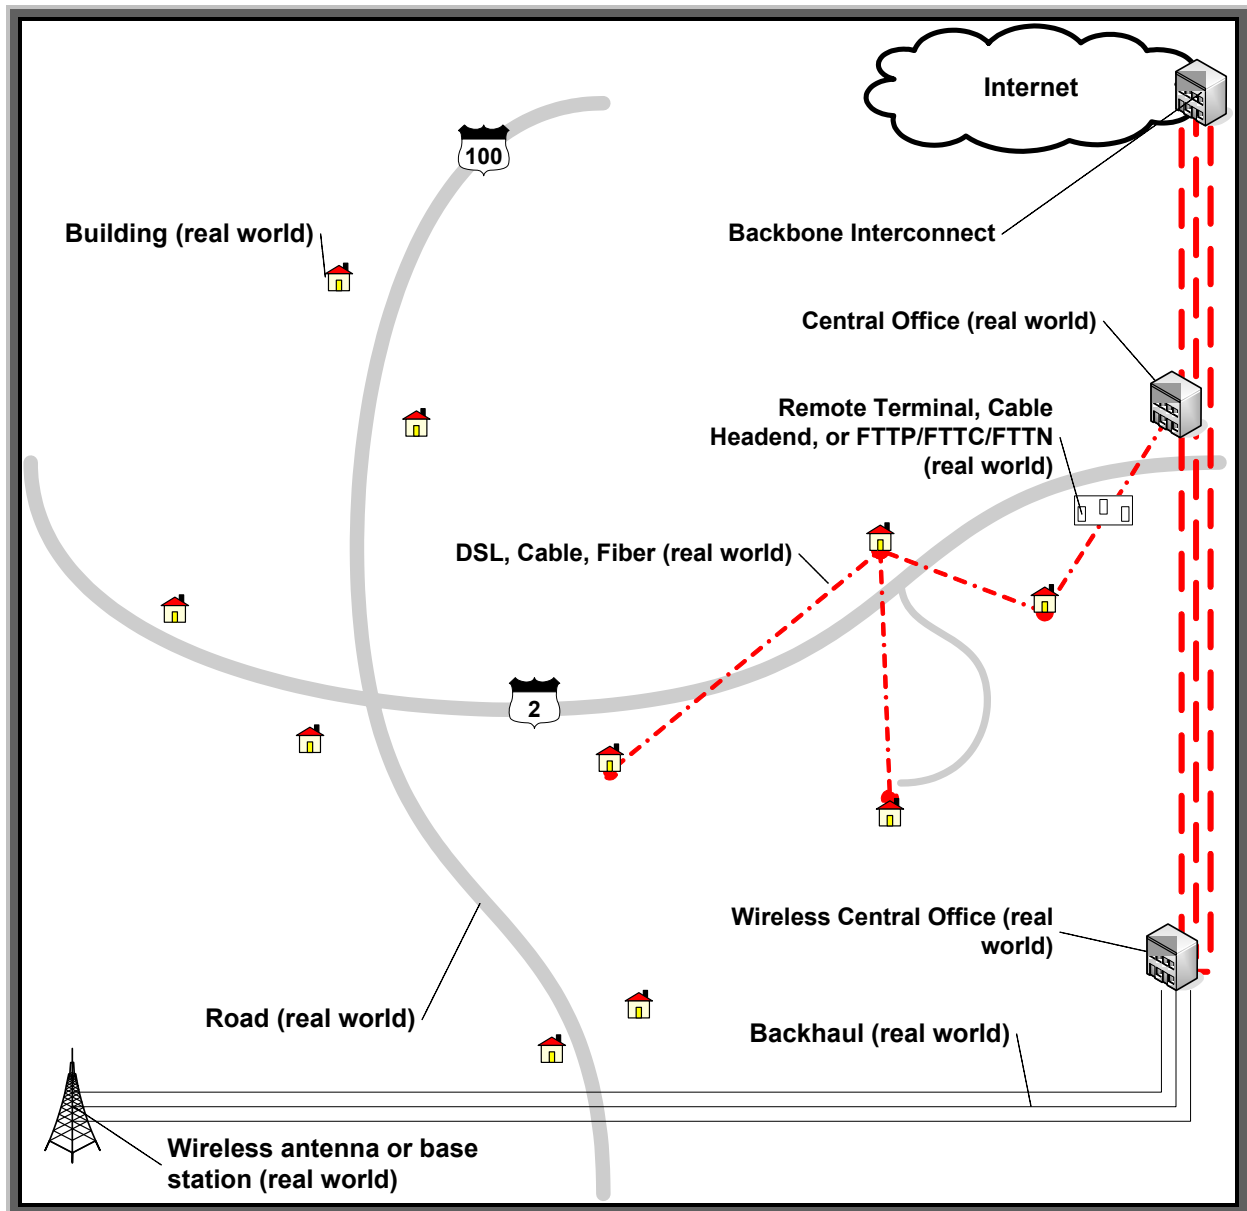 Internet
100
Building (real world)
Backbone Interconnect
Central Office (real world)
Remote Terminal, Cable
Headend, or FTTP/FTTC/FTTN
(real world)
DSL, Cable, Fiber (real world)
2
Wireless Central Office (real
world)
Road (real world)
Backhaul (real world)
Wireless antenna or base
station (real world)